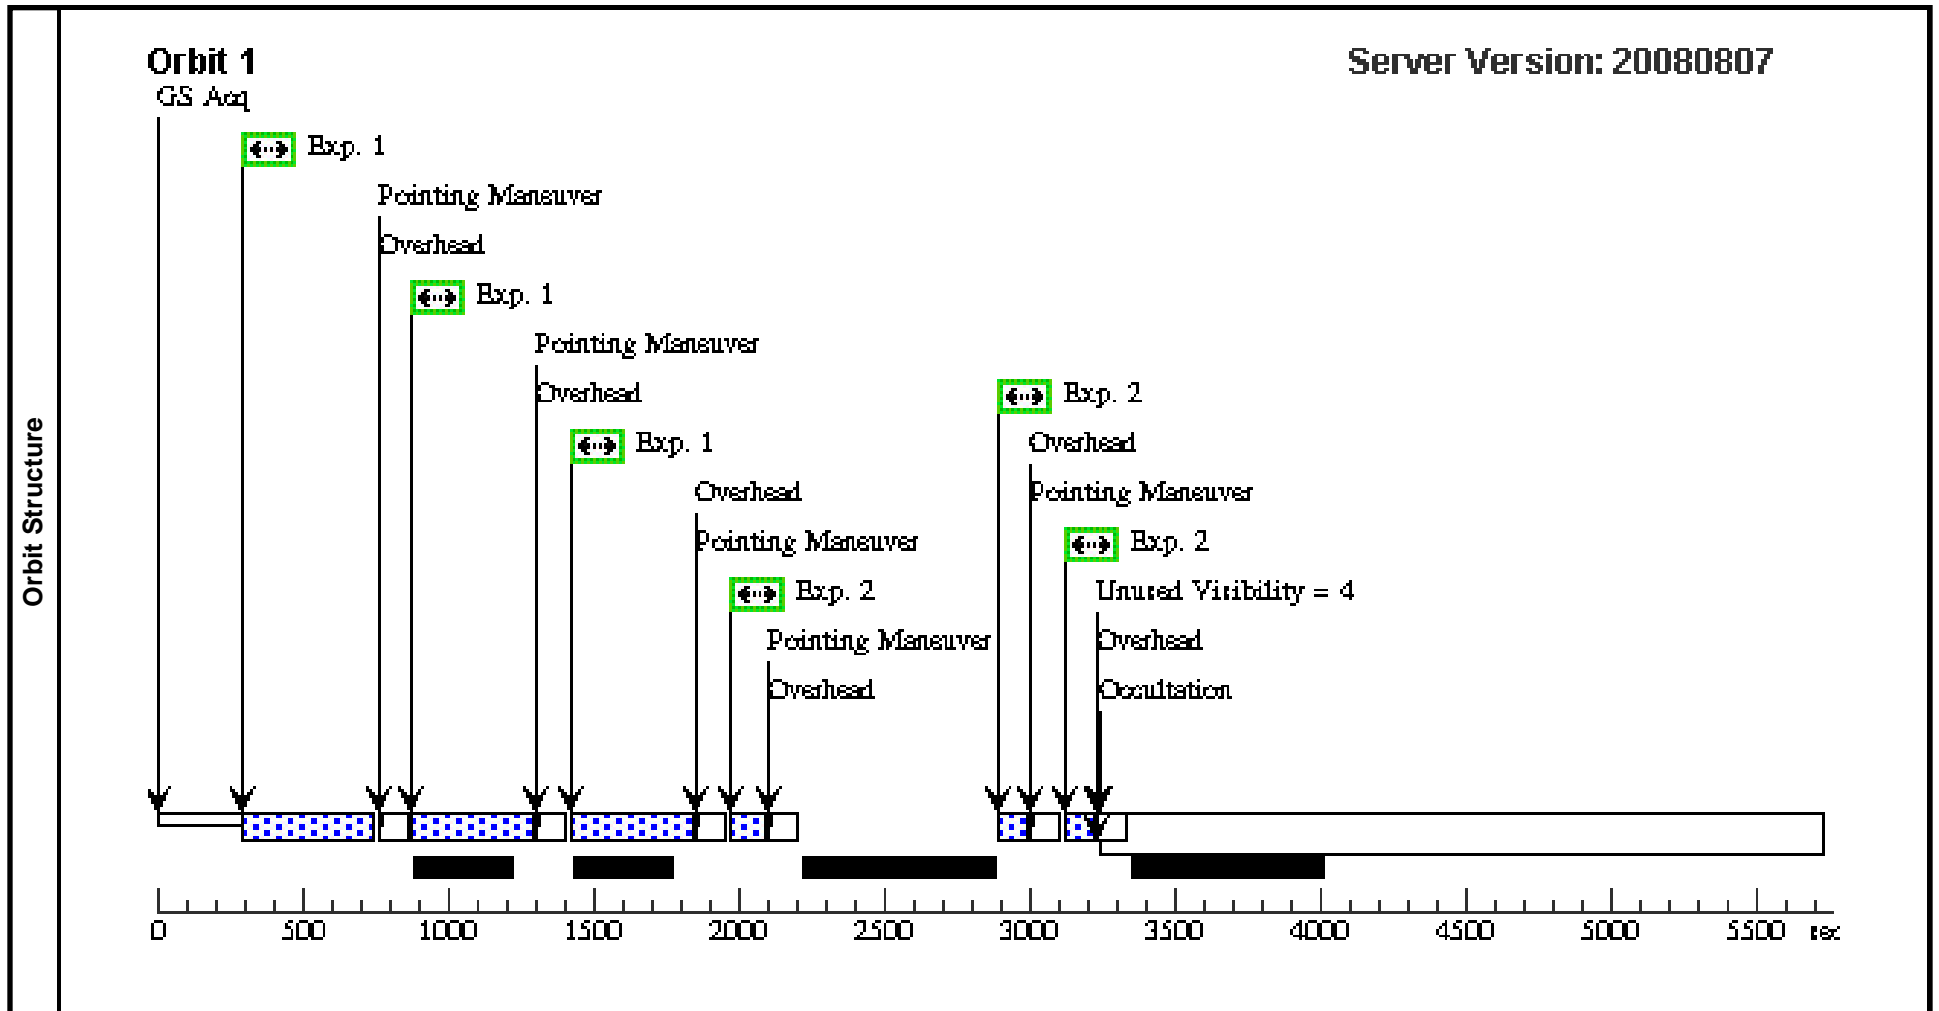 Orbit 1
Server Version: 20080807
GS Acq
Exp. 1
Pointing Maneuver
Overhead
Exp. 1
Pointing Maneuver
Overhead
Exp. 1
Overhead
Pointing Maneuver
Exp. 2
Pointing Maneuver
Overhead
Exp. 2
Overhead
Pointing Maneuver
Exp. 2
Unused Visibility = 4
Overhead
Occultation
0 500 1000 1500 2000 2500 3000 3500 4000 4500 5000 5500 sec
Orbit Structure